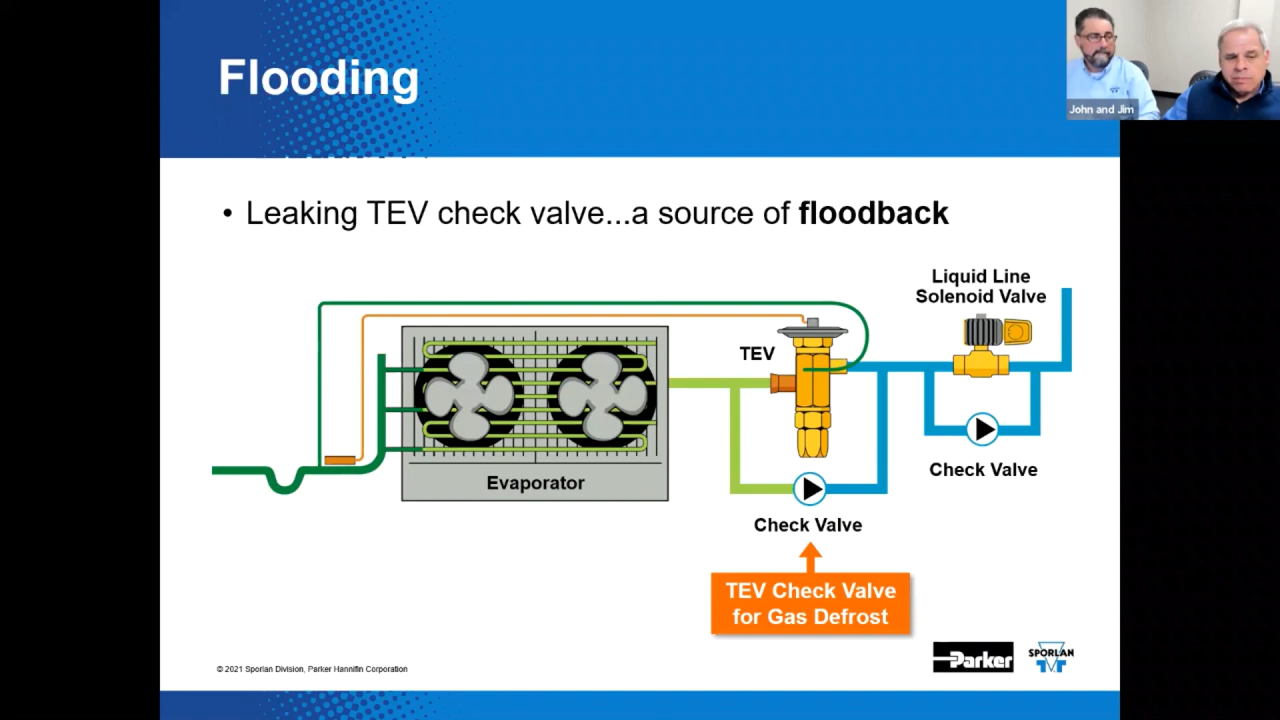 Flooding
John and Jim
• Leaking TEV check valve...a source of floodback
Liquid Line
Solenoid Valve
TEV
Check Valve
Evaporator
Check Valve
TEV Check Valve
for Gas Defrost
Parker
SPORLAN
© 2021 Sporlan Division, Parker Hannifin Corporation